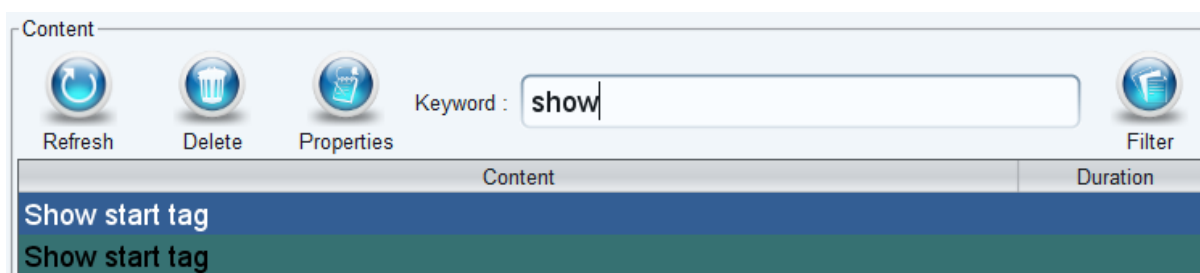 Content
Keyword : show
Refresh Delete Properties Filter
Content Duration
Show start tag
Show start tag